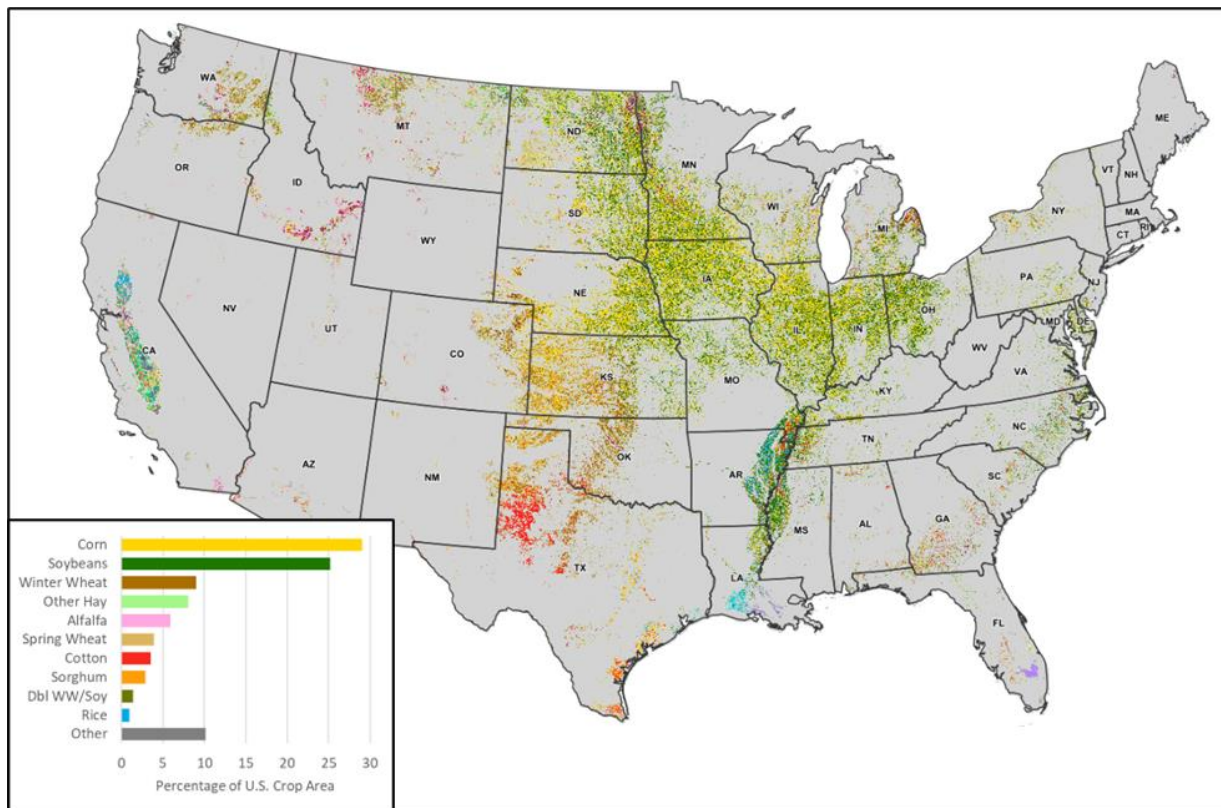 WA
MT
ND
MN
ME
OR
ID
SD
WI
VT
NH
NY
MA
WY
MI
CT
RI
IA
PA
NE
NJ
NV
UT
IL
IN
OH
MD
DE
CA
CO
KS
MO
WV
VA
KY
NC
AZ
NM
OK
TN
AR
SC
MS
AL
GA
TX
LA
FL
Corn
Soybeans
Winter Wheat
Other Hay
Alfalfa
Spring Wheat
Cotton
Sorghum
Dbl WW/Soy
Rice
Other
0 5 10 15 20 25 30
Percentage of U.S. Crop Area